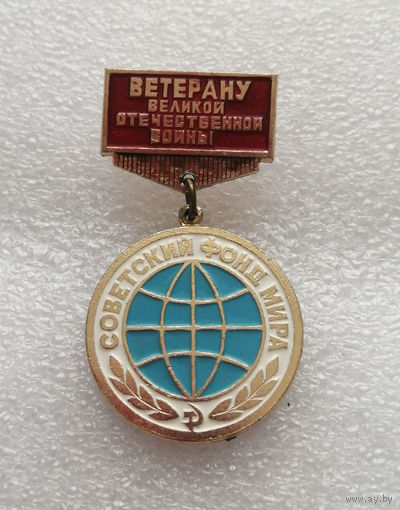 ВЕТЕРАНУ
ВЕЛИКОЙ
ОТЕЧЕСТВЕННОЙ
ВОЙНЫ
СОВЕТСКИЙ ФОНД МИРА
www.ay.by